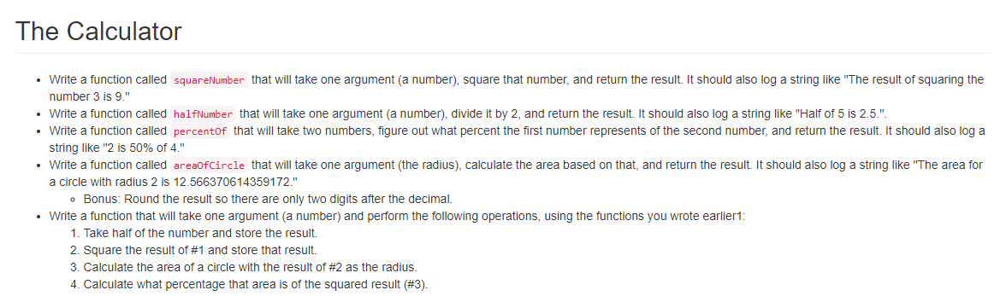 The Calculator
• Write a function called squareNumber that will take one argument (a number), square that number, and return the result. It should also log a string like "The result of squaring the
number 3 is 9."
• Write a function called halfNumber that will take one argument (a number), divide it by 2, and return the result. It should also log a string like "Half of 5 is 2.5.".
• Write a function called percentOf that will take two numbers, figure out what percent the first number represents of the second number, and return the result. It should also log a
string like "2 is 50% of 4."
• Write a function called areaOfCircle that will take one argument (the radius), calculate the area based on that, and return the result. It should also log a string like "The area for
a circle with radius 2 is 12.566370614359172."
◦ Bonus: Round the result so there are only two digits after the decimal.
• Write a function that will take one argument (a number) and perform the following operations, using the functions you wrote earlier1:
1. Take half of the number and store the result.
2. Square the result of #1 and store that result.
3. Calculate the area of a circle with the result of #2 as the radius.
4. Calculate what percentage that area is of the squared result (#3).